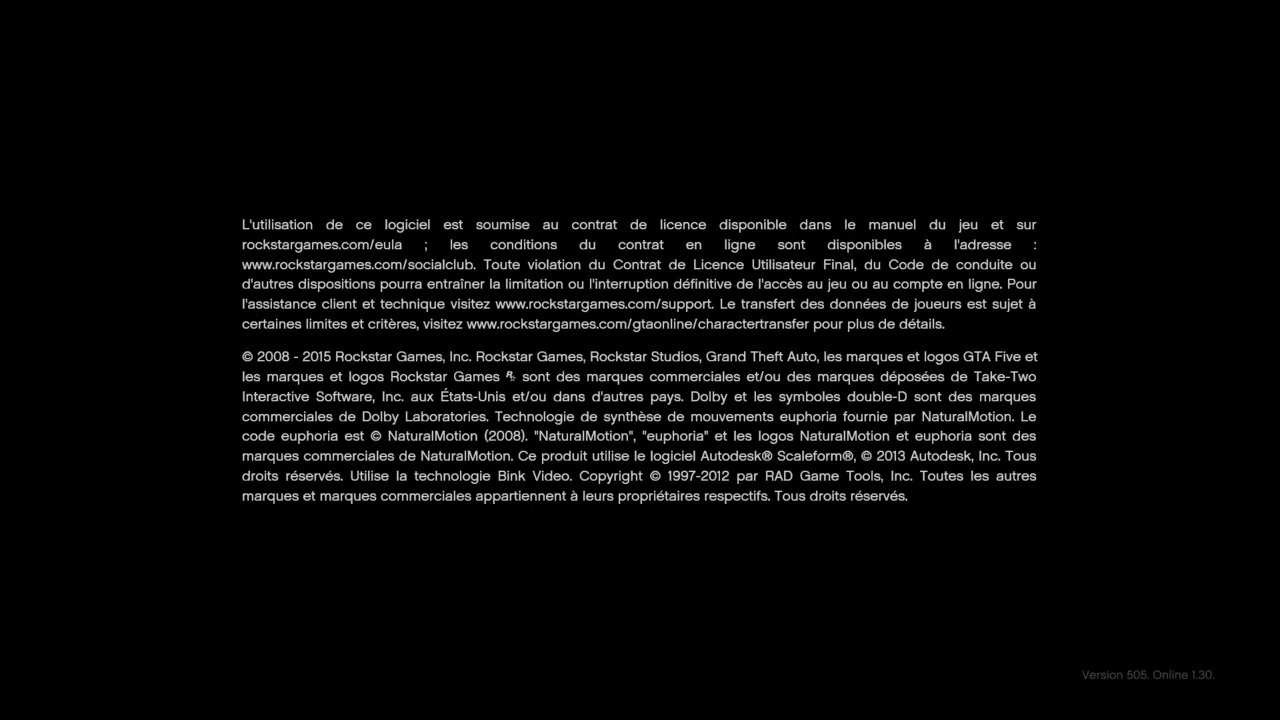 L'utilisation de ce logiciel est soumise au contrat de licence disponible dans le manuel du jeu et sur
rockstargames.com/eula ; les conditions du contrat en ligne sont disponibles à l'adresse :
www.rockstargames.com/socialclub. Toute violation du Contrat de Licence Utilisateur Final, du Code de conduite ou
d'autres dispositions pourra entraîner la limitation ou l'interruption définitive de l'accès au jeu ou au compte en ligne. Pour
l'assistance client et technique visitez www.rockstargames.com/support. Le transfert des données de joueurs est sujet à
certaines limites et critères, visitez www.rockstargames.com/gtaonline/charactertransfer pour plus de détails.
© 2008 - 2015 Rockstar Games, Inc. Rockstar Games, Rockstar Studios, Grand Theft Auto, les marques et logos GTA Five et
les marques et logos Rockstar Games R* sont des marques commerciales et/ou des marques déposées de Take-Two
Interactive Software, Inc. aux États-Unis et/ou dans d'autres pays. Dolby et les symboles double-D sont des marques
commerciales de Dolby Laboratories. Technologie de synthèse de mouvements euphoria fournie par NaturalMotion. Le
code euphoria est © NaturalMotion (2008). "NaturalMotion", "euphoria" et les logos NaturalMotion et euphoria sont des
marques commerciales de NaturalMotion. Ce produit utilise le logiciel Autodesk® Scaleform®, © 2013 Autodesk, Inc. Tous
droits réservés. Utilise la technologie Bink Video. Copyright © 1997-2012 par RAD Game Tools, Inc. Toutes les autres
marques et marques commerciales appartiennent à leurs propriétaires respectifs. Tous droits réservés.
Version 505. Online 1.30.